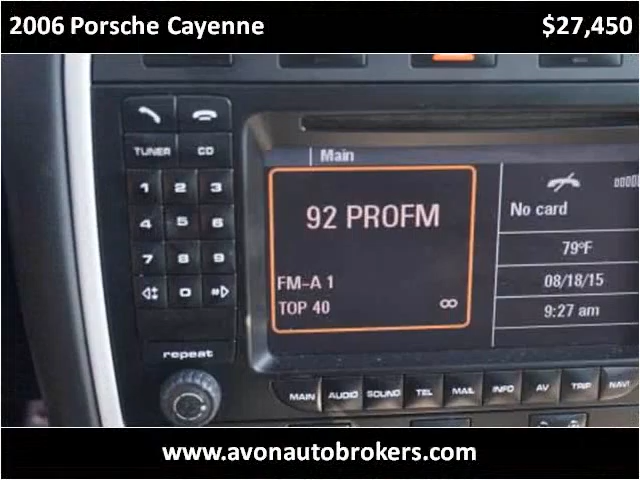 2006 Porsche Cayenne $27,450
TUNER CD
1 2 3
4 5 6
7 8 9
0
repeat
Main
92 PROFM
FM-A 1
TOP 40
No card
79°F
08/18/15
9:27 am
MAIN AUDIO SOUND TEL MAIL INFO AV TRIP NAVI
www.avonautobrokers.com